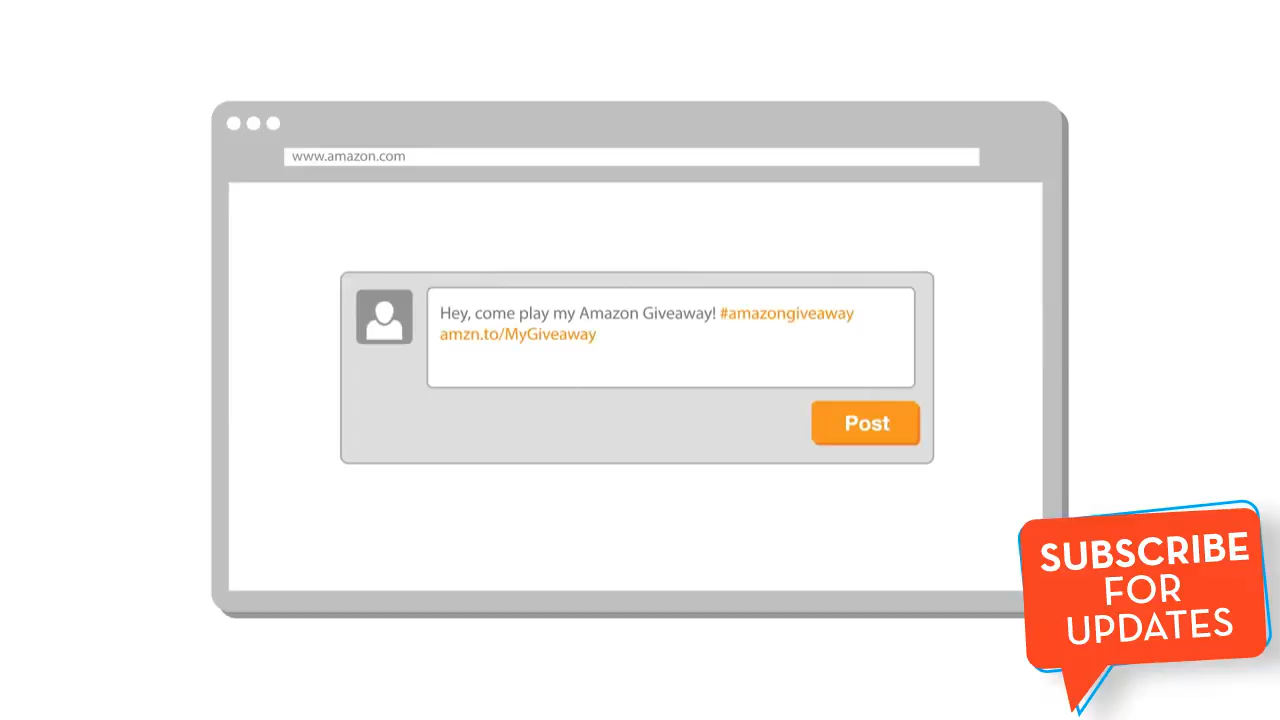 www.amazon.com
Hey, come play my Amazon Giveaway! #amazongiveaway
amzn.to/MyGiveaway
Post
SUBSCRIBE
FOR
UPDATES